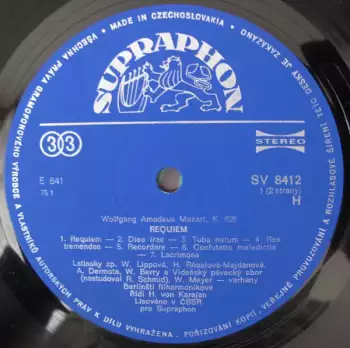 • MADE IN CZECHOSLOVAKIA •
VŠECHNA PRÁVA GRAMOFONOVÉHO VÝROBCE A VLASTNÍKŮ AUTORSKÝCH PRÁV K DÍLU VYHRAŽENA. POŘIZOVÁNÍ KOPIÍ, VEŘEJNÉ PROVOZOVÁNÍ A ROZHLASOVÉ ŠÍŘENÍ TÉTO DESKY JE ZAKÁZÁNO
SUPRAPHON
33
STEREO
E 841
75 1
SV 8412
1 (2 strany)
H
Wolfgang Amadeus Mozart, K. 626
REQUIEM
1. Requiem — 2. Dies irae — 3. Tuba mirum — 4. Rex
tremendae — 5. Recordare — 6. Confutatis maledictis
7. Lacrimosa
Latinsky zp. W. Lippová, H. Rösslová-Majdanová,
A. Dermota, W. Berry a Vídeňský pěvecký sbor
(nastudoval R. Schmid). W. Meyer — varhany
Berlínští filharmonikové
Řídí H. von Karajan
Lisováno v ČSSR
pro Supraphon